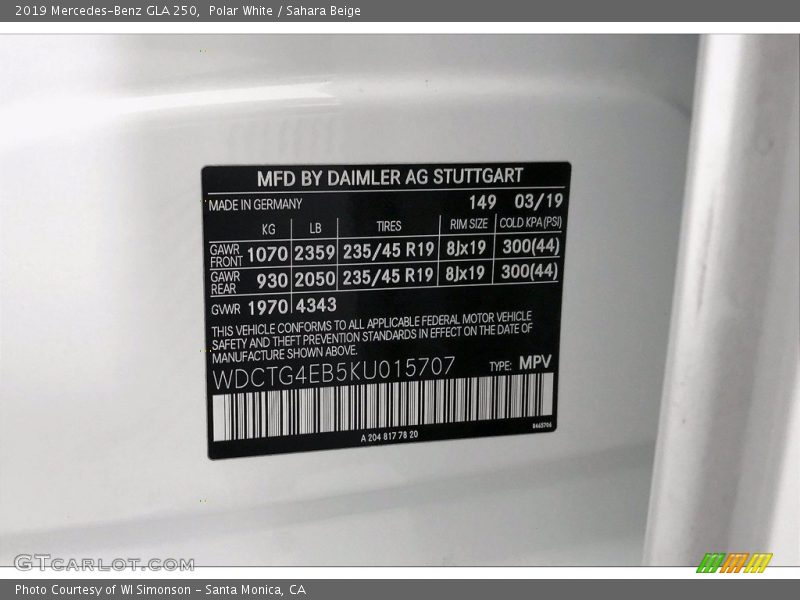 2019 Mercedes-Benz GLA 250, Polar White / Sahara Beige
MFD BY DAIMLER AG STUTTGART
MADE IN GERMANY 149 03/19
KG LB TIRES RIM SIZE COLD KPA(PSI)
GAWR FRONT 1070 2359 235/45 R19 8Jx19 300(44)
GAWR REAR 930 2050 235/45 R19 8Jx19 300(44)
GWR 1970 4343
THIS VEHICLE CONFORMS TO ALL APPLICABLE FEDERAL MOTOR VEHICLE
SAFETY AND THEFT PREVENTION STANDARDS IN EFFECT ON THE DATE OF
MANUFACTURE SHOWN ABOVE.
WDCTG4EB5KU015707 TYPE: MPV
A 204 817 78 20
GTCARLOT.COM
Photo Courtesy of WI Simonson - Santa Monica, CA